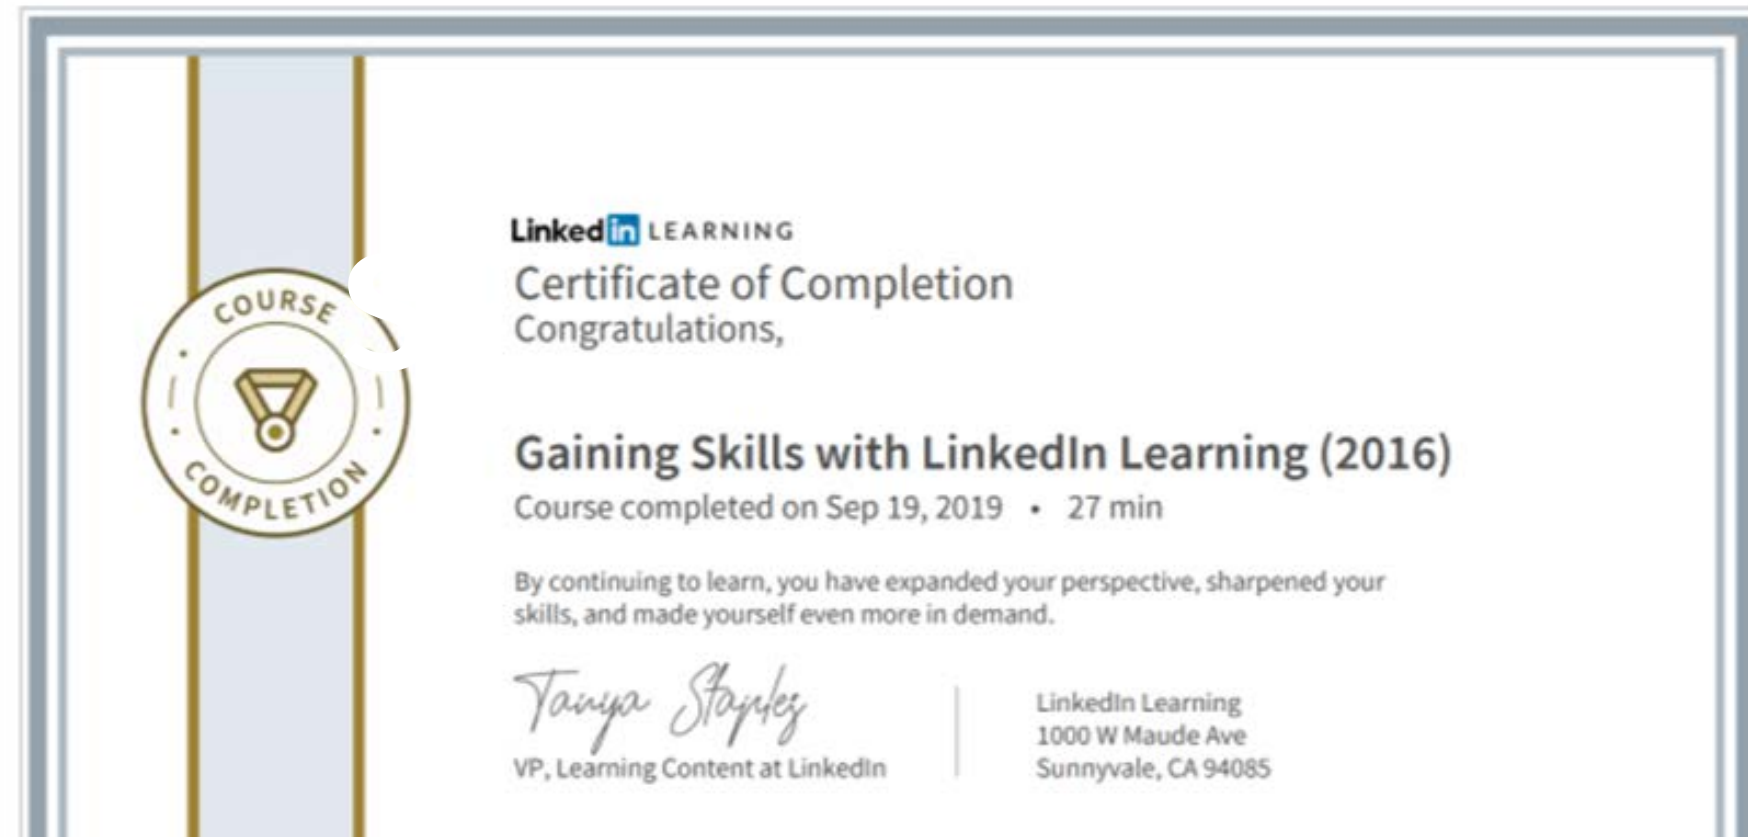 COURSE
COMPLETION
Linkedin LEARNING
Certificate of Completion
Congratulations,
Gaining Skills with LinkedIn Learning (2016)
Course completed on Sep 19, 2019 • 27 min
By continuing to learn, you have expanded your perspective, sharpened your
skills, and made yourself even more in demand.
Tanya Staples
VP, Learning Content at LinkedIn
LinkedIn Learning
1000 W Maude Ave
Sunnyvale, CA 94085